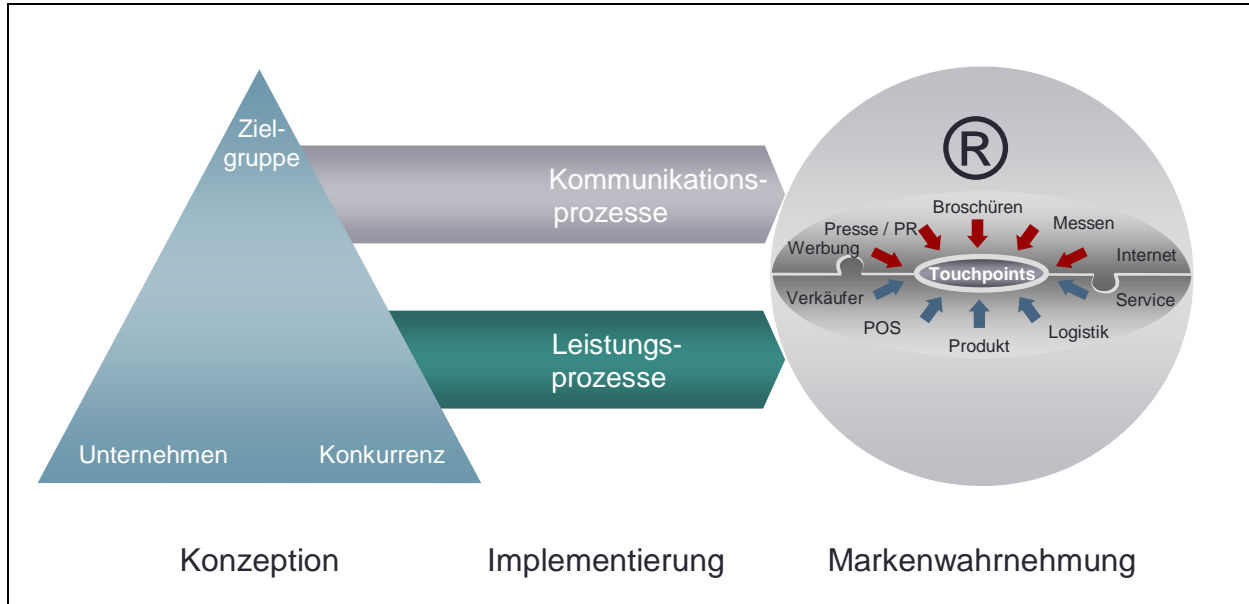 Ziel-
gruppe
Unternehmen
Konkurrenz
Kommunikations-
prozesse
Leistungs-
prozesse
®
Broschüren
Presse / PR
Messen
Werbung
Internet
Touchpoints
Verkäufer
Service
POS
Logistik
Produkt
Konzeption
Implementierung
Markenwahrnehmung